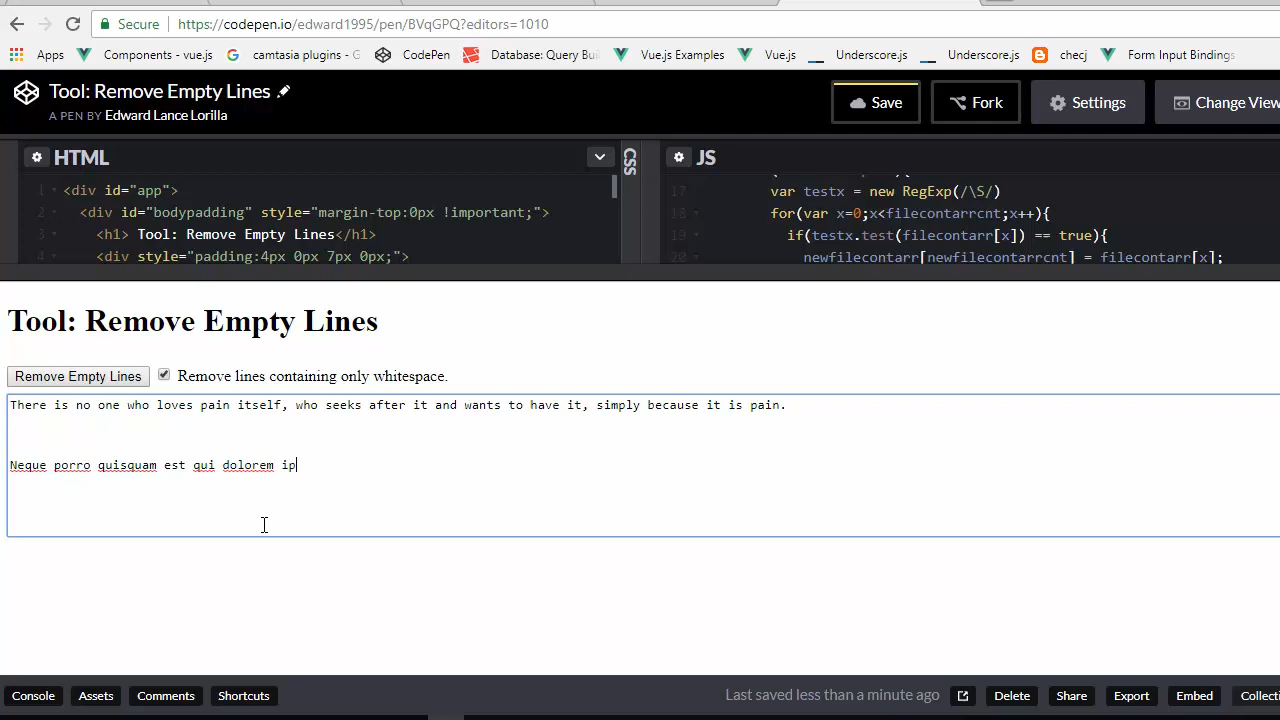 Secure https://codepen.io/edward1995/pen/BVqGPQ?editors=1010
Apps Components - vue.js camtasia plugins - G CodePen Database: Query Bui Vue.js Examples Vue.js Underscore.js Underscore.js checj Form Input Bindings
Tool: Remove Empty Lines
A PEN BY Edward Lance Lorilla
Save Fork Settings Change View
HTML CSS JS
1 <div id="app">
2 <div id="bodypadding" style="margin-top:0px !important;">
3 <h1> Tool: Remove Empty Lines</h1>
4 <div style="padding:4px 0px 7px 0px;">
17 var testx = new RegExp(/\S/)
18 for(var x=0;x<filecontarrcnt;x++){
19 if(testx.test(filecontarr[x]) == true){
20 newfilecontarr[newfilecontarrcnt] = filecontarr[x];
Tool: Remove Empty Lines
Remove Empty Lines Remove lines containing only whitespace.
There is no one who loves pain itself, who seeks after it and wants to have it, simply because it is pain.
Neque porro quisquam est qui dolorem ip
Console Assets Comments Shortcuts Last saved less than a minute ago Delete Share Export Embed Collecti